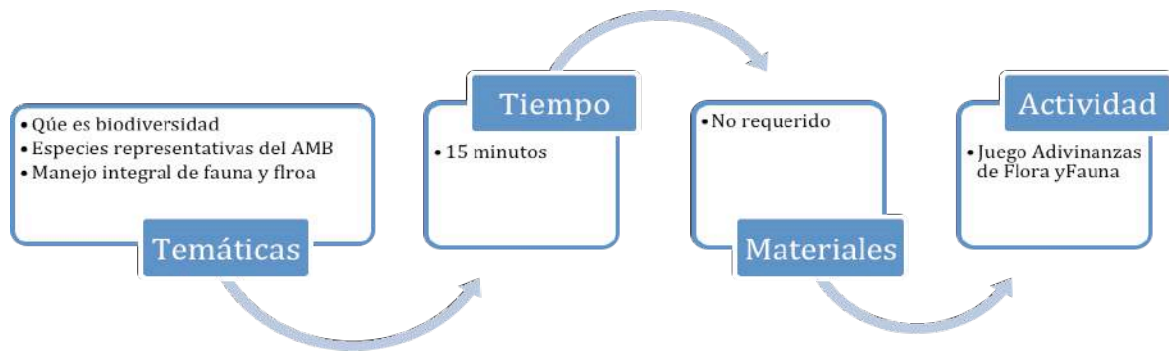 • Qúe es biodiversidad
• Especies representativas del AMB
• Manejo integral de fauna y flroa
Temáticas
Tiempo
• 15 minutos
• No requerido
Materiales
Actividad
• Juego Adivinanzas
de Flora yFauna